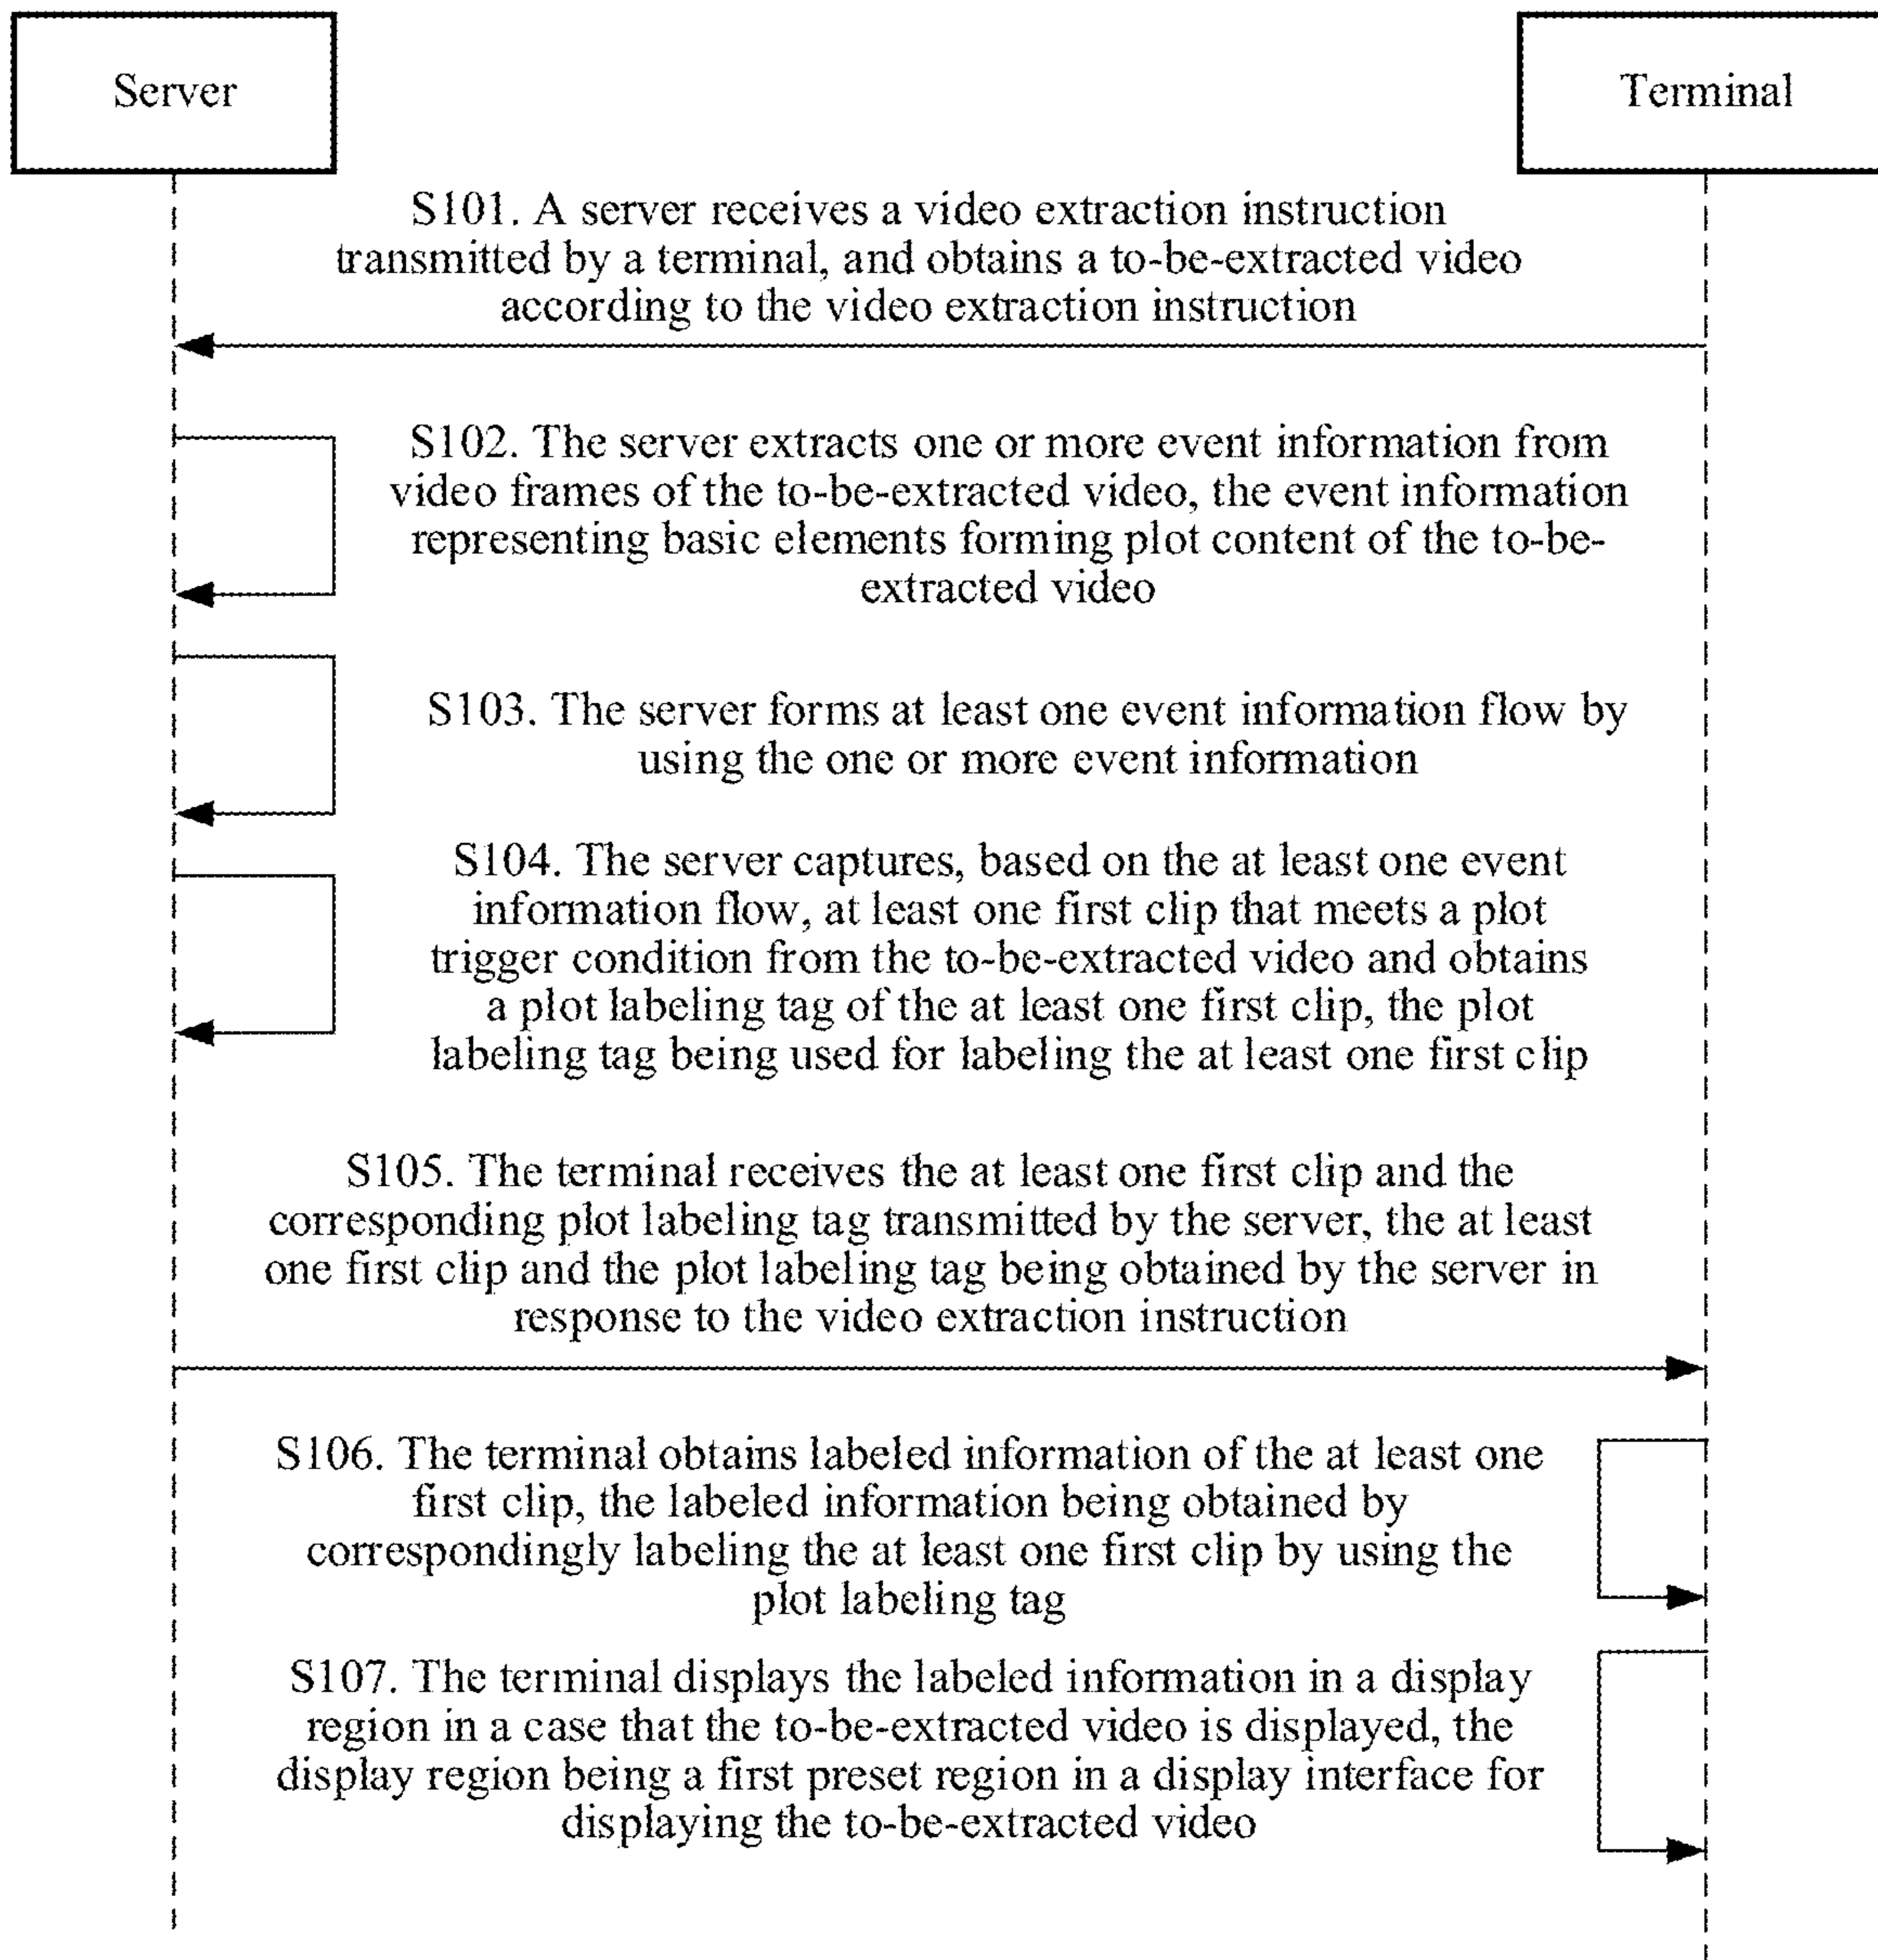 Server
Terminal
S101. A server receives a video extraction instruction
transmitted by a terminal, and obtains a to-be-extracted video
according to the video extraction instruction
S102. The server extracts one or more event information from
video frames of the to-be-extracted video, the event information
representing basic elements forming plot content of the to-be-
extracted video
S103. The server forms at least one event information flow by
using the one or more event information
S104. The server captures, based on the at least one event
information flow, at least one first clip that meets a plot
trigger condition from the to-be-extracted video and obtains
a plot labeling tag of the at least one first clip, the plot
labeling tag being used for labeling the at least one first clip
S105. The terminal receives the at least one first clip and the
corresponding plot labeling tag transmitted by the server, the at least
one first clip and the plot labeling tag being obtained by the server in
response to the video extraction instruction
S106. The terminal obtains labeled information of the at least one
first clip, the labeled information being obtained by
correspondingly labeling the at least one first clip by using the
plot labeling tag
S107. The terminal displays the labeled information in a display
region in a case that the to-be-extracted video is displayed, the
display region being a first preset region in a display interface for
displaying the to-be-extracted video